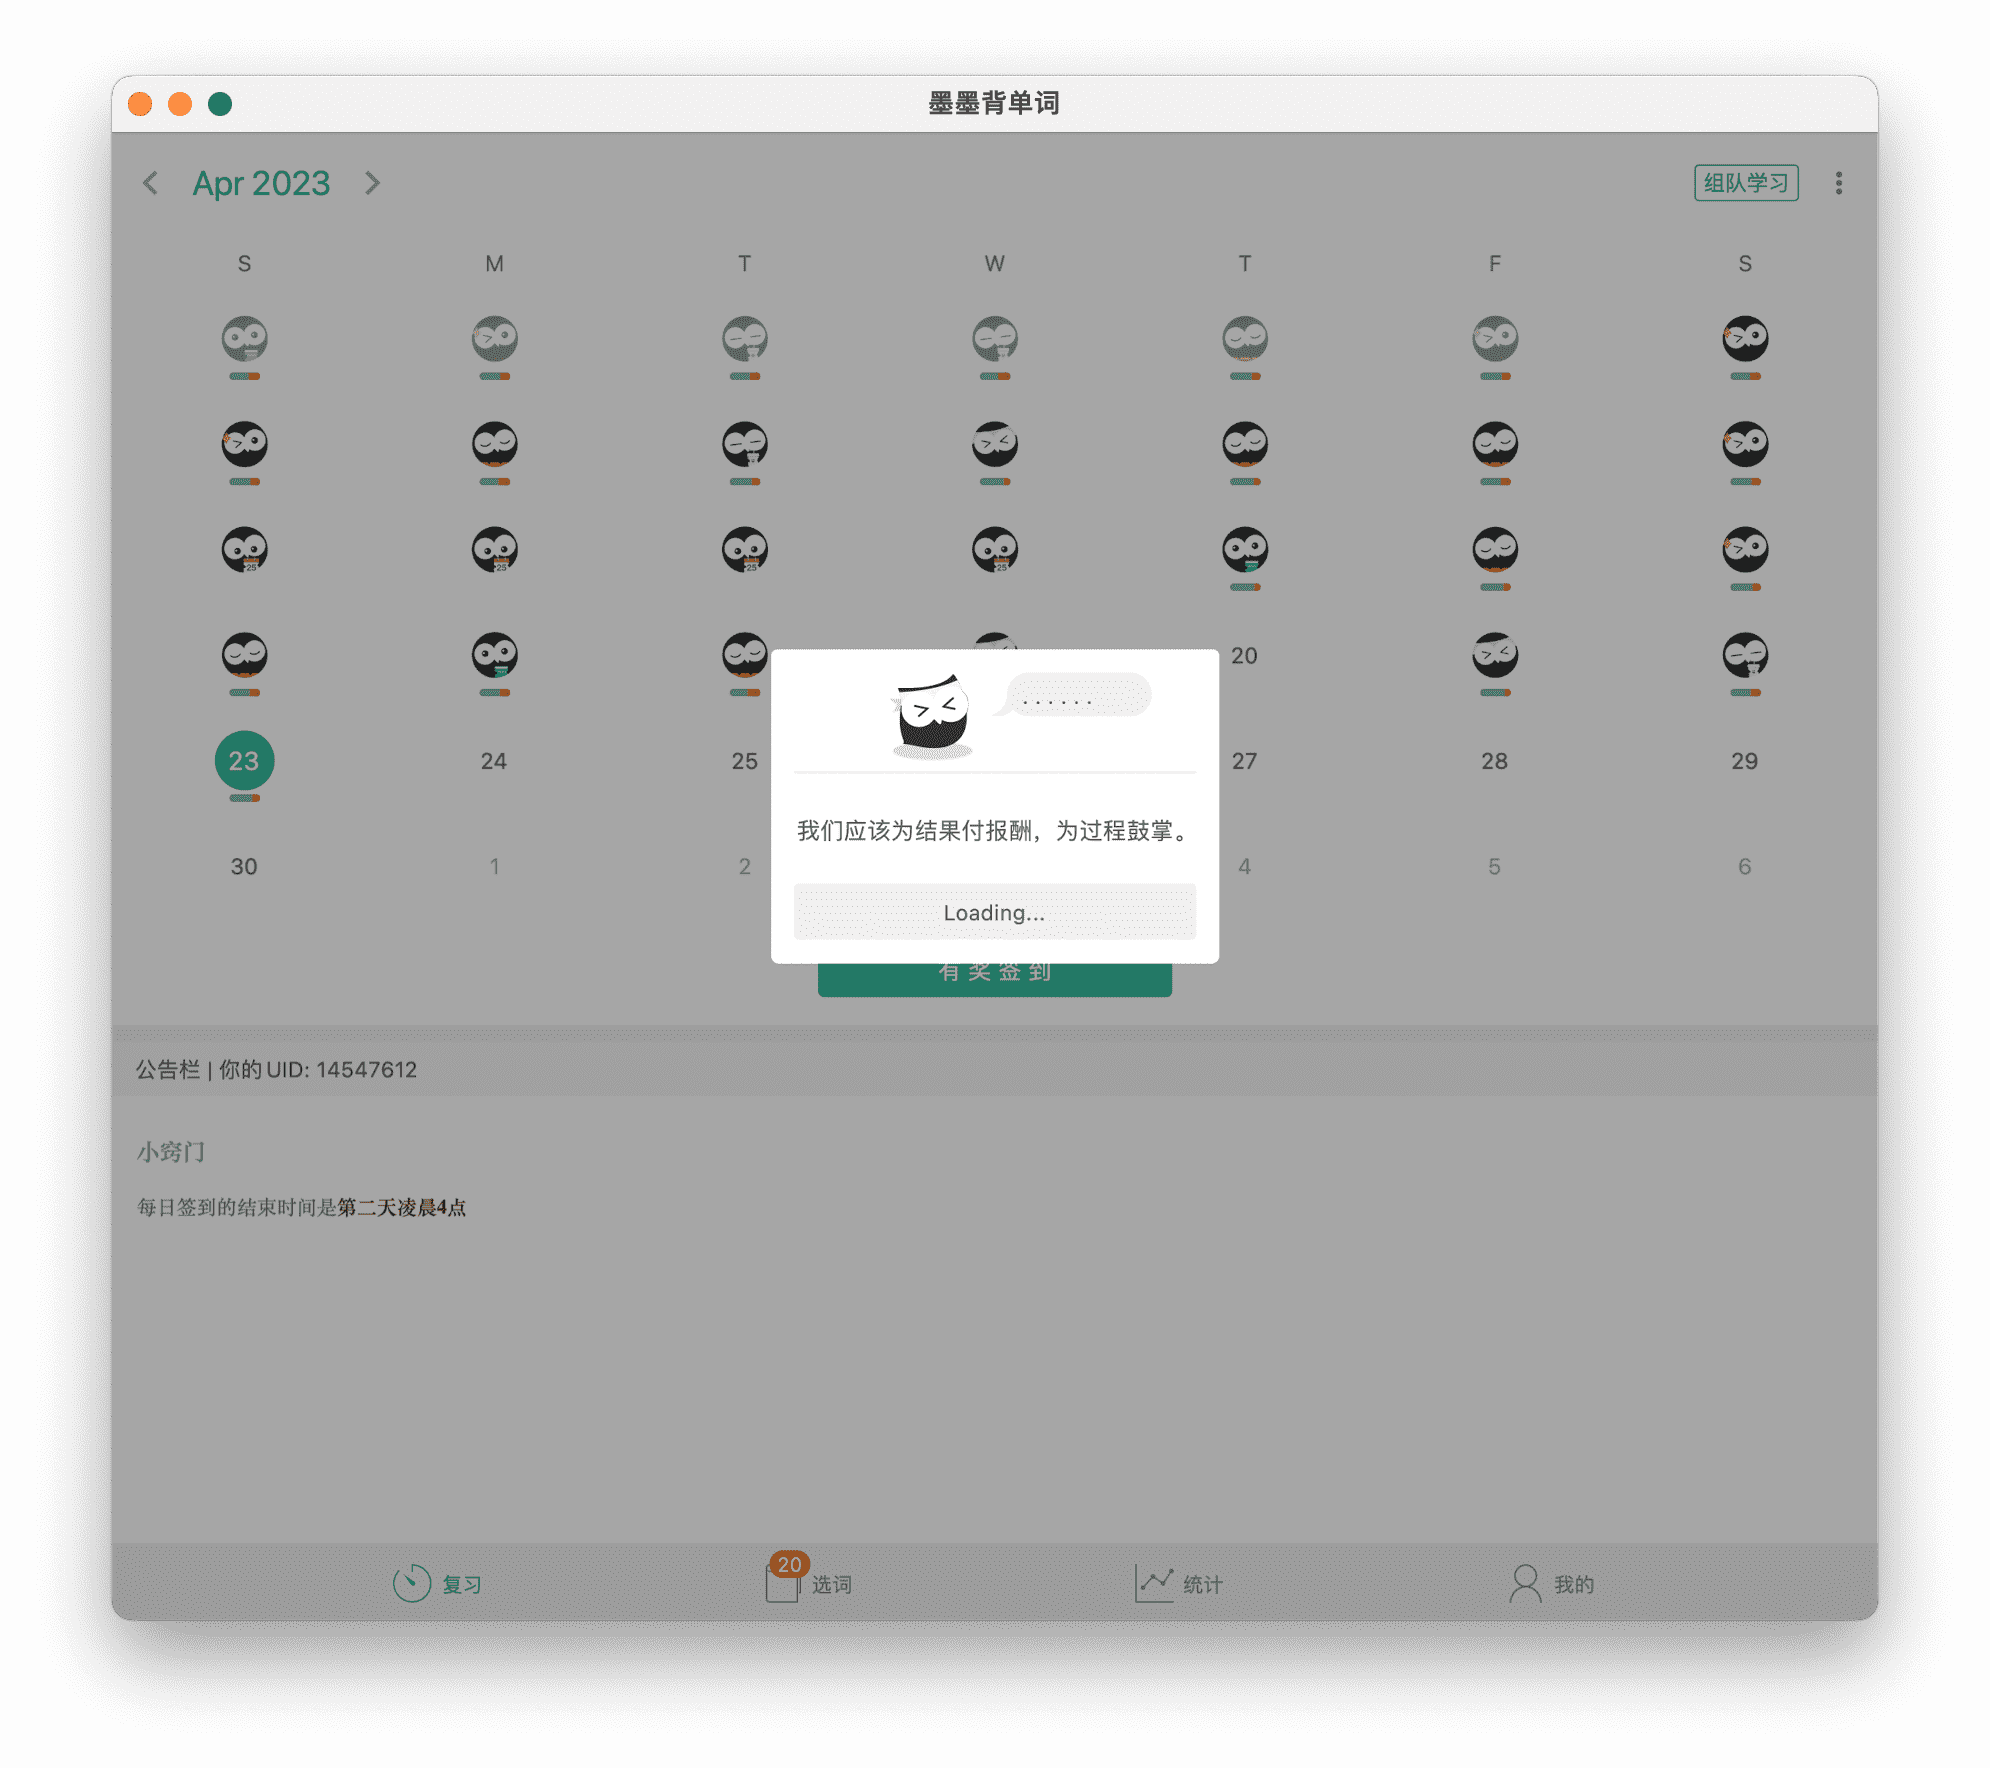 墨墨背单词
Apr 2023
组队学习
S M T W T F S
25 25 25 25
20
......
23 24 25 27 28 29
我们应该为结果付报酬，为过程鼓掌。
30 1 2 4 5 6
Loading...
有奖签到
公告栏 | 你的 UID: 14547612
小窍门
每日签到的结束时间是第二天凌晨4点
复习
20
选词
统计
我的